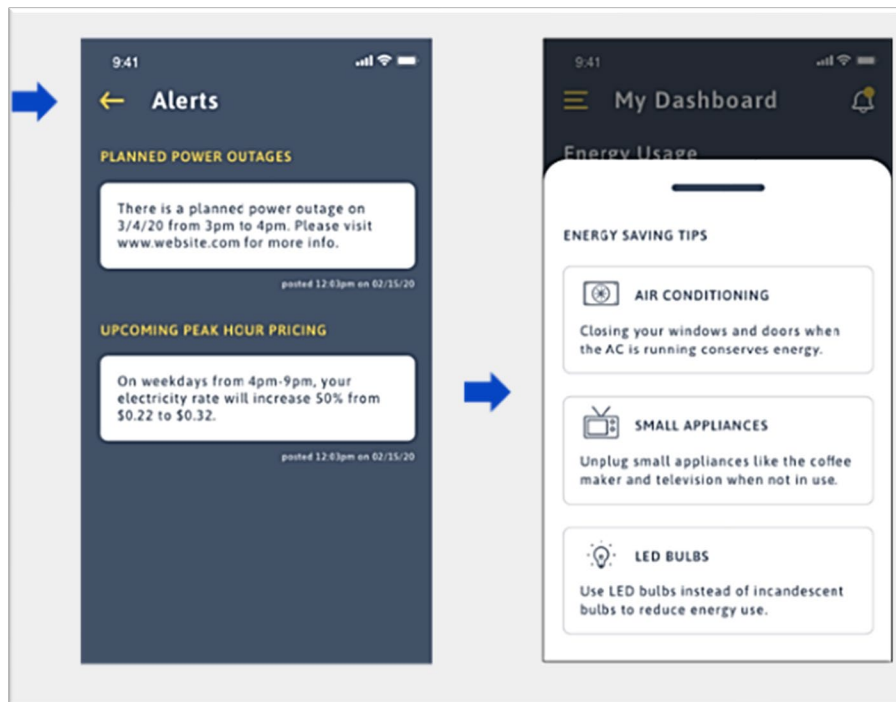 9:41
Alerts
PLANNED POWER OUTAGES
There is a planned power outage on
3/4/20 from 3pm to 4pm. Please visit
www.website.com for more info.
posted 12:03pm on 02/15/20
UPCOMING PEAK HOUR PRICING
On weekdays from 4pm-9pm, your
electricity rate will increase 50% from
$0.22 to $0.32.
posted 12:03pm on 02/15/20
9:41
My Dashboard
Energy Usage
ENERGY SAVING TIPS
AIR CONDITIONING
Closing your windows and doors when
the AC is running conserves energy.
SMALL APPLIANCES
Unplug small appliances like the coffee
maker and television when not in use.
LED BULBS
Use LED bulbs instead of incandescent
bulbs to reduce energy use.